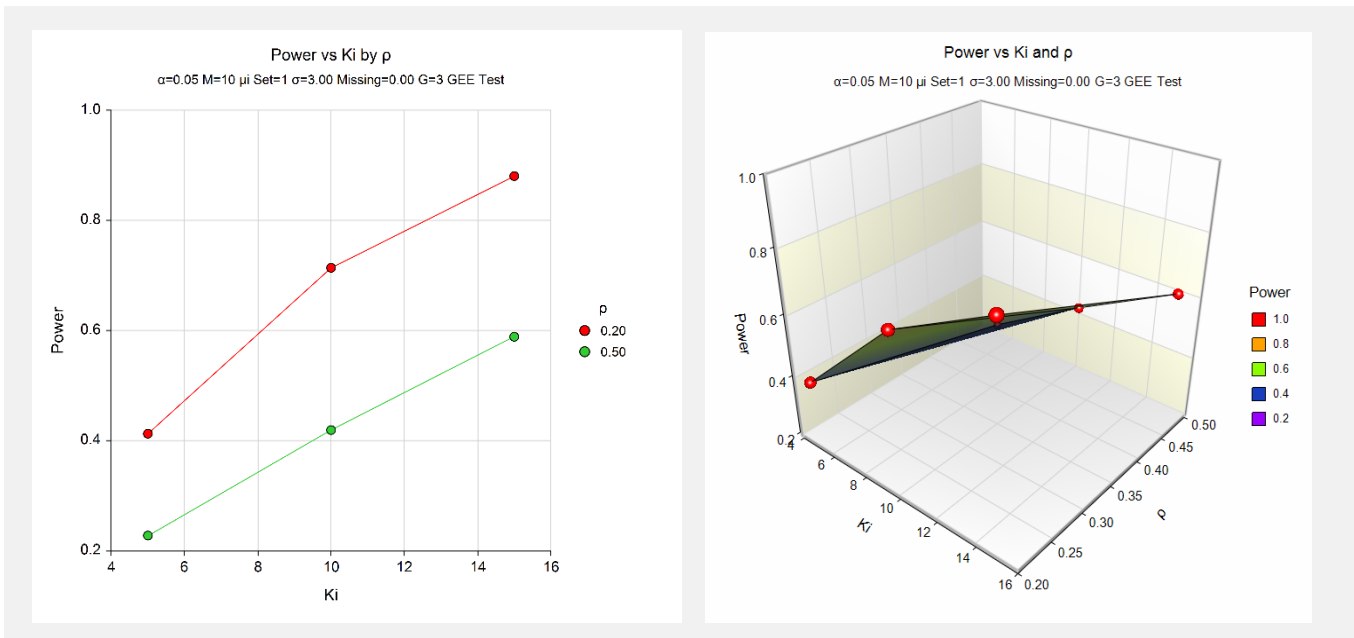 Power vs Ki by ρ
α=0.05 M=10 μi Set=1 σ=3.00 Missing=0.00 G=3 GEE Test
1.0
0.8
0.6
0.4
0.2
Power
4 6 8 10 12 14 16
Ki
ρ
0.20
0.50
Power vs Ki and ρ
α=0.05 M=10 μi Set=1 σ=3.00 Missing=0.00 G=3 GEE Test
1.0
0.8
0.6
0.4
0.2
Power
4
6
8
10
12
14
16
Ki
0.20
0.25
0.30
0.35
0.40
0.45
0.50
ρ
Power
1.0
0.8
0.6
0.4
0.2